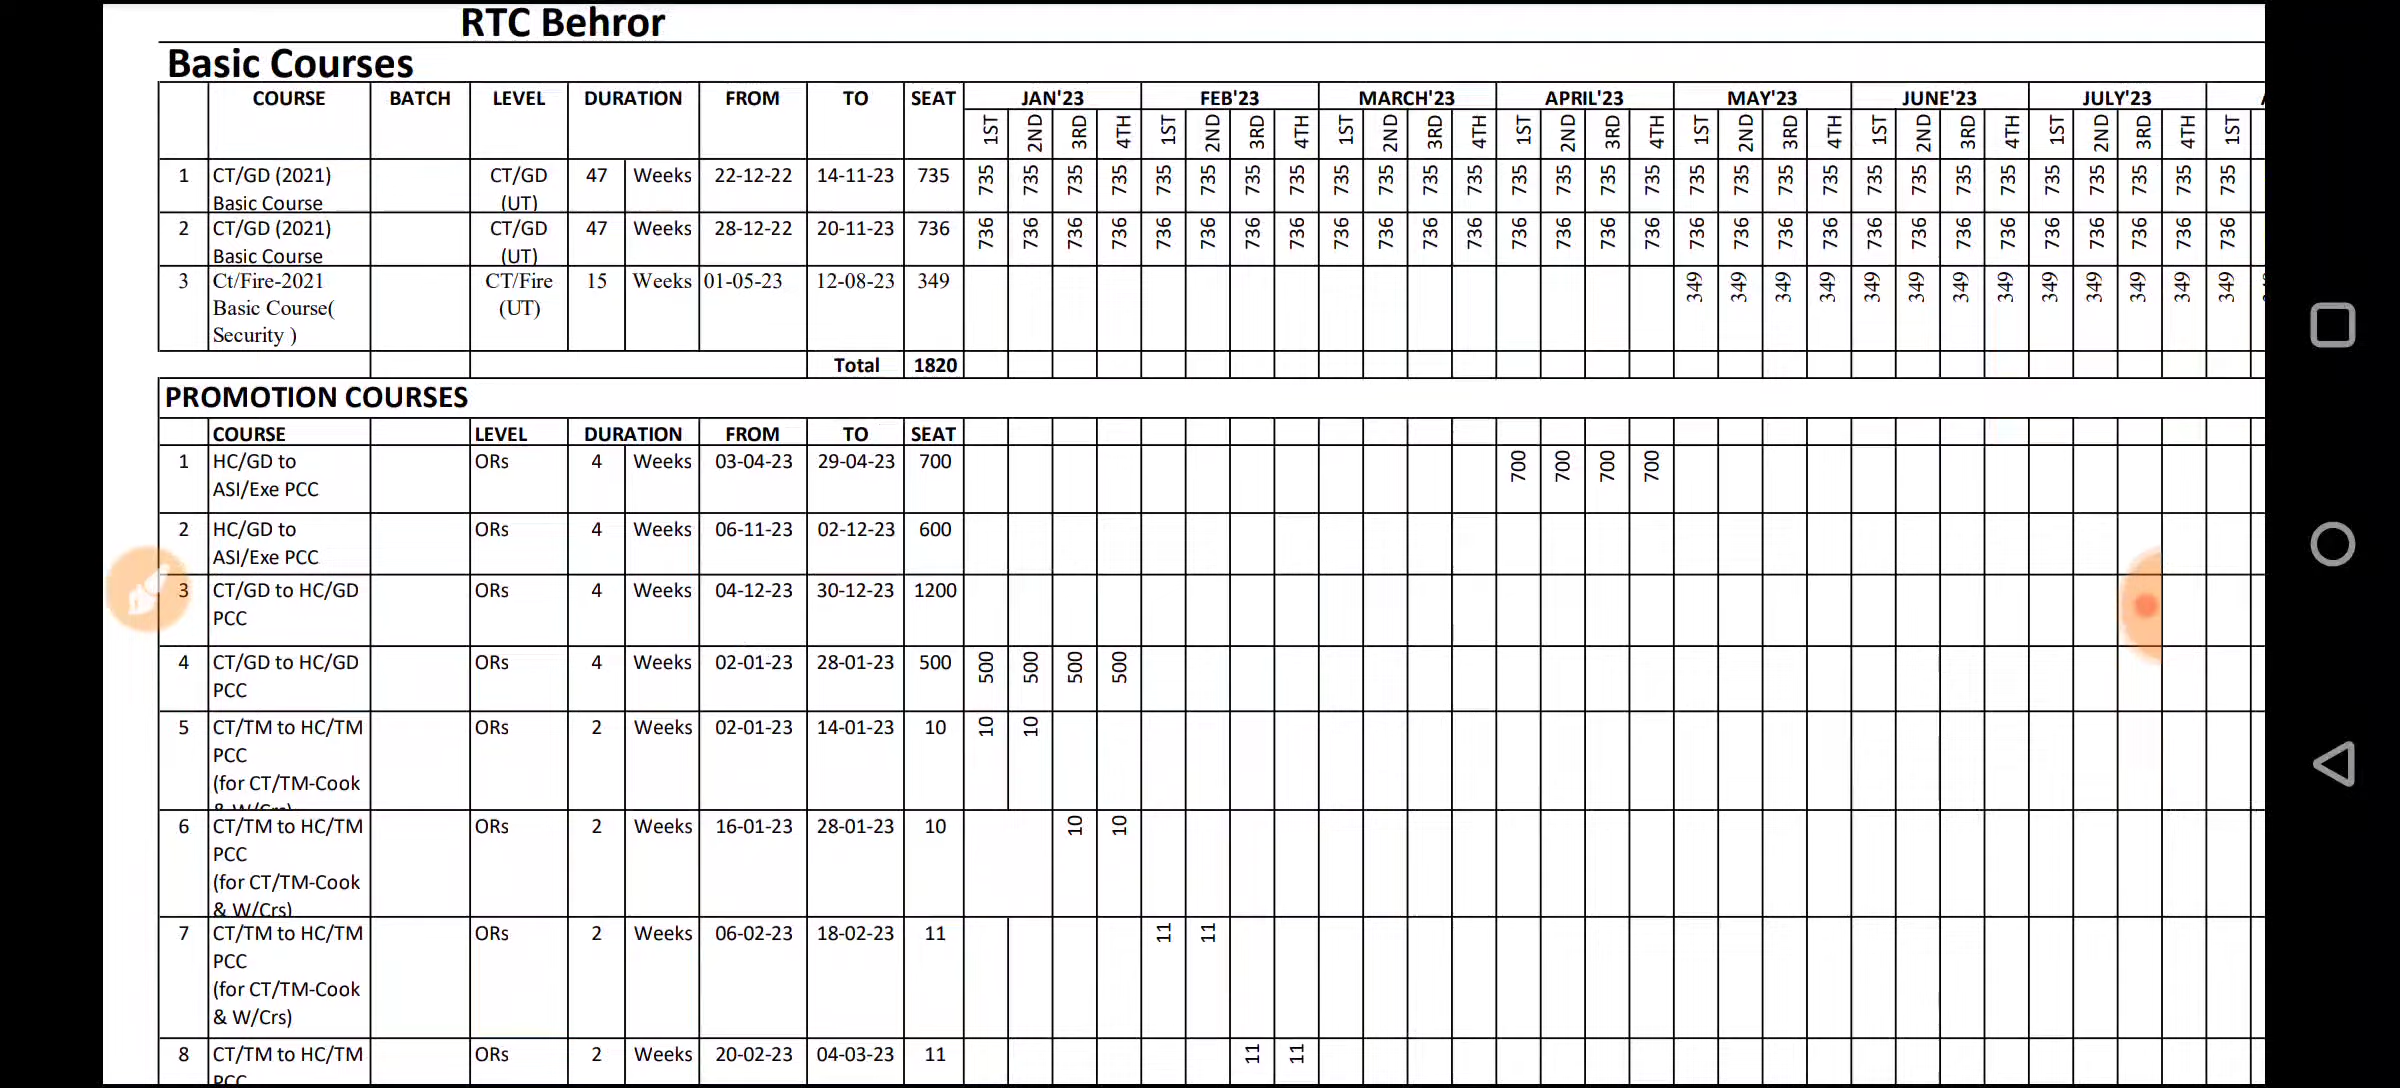 RTC Behror
Basic Courses
COURSE BATCH LEVEL DURATION FROM TO SEAT JAN'23 FEB'23 MARCH'23 APRIL'23 MAY'23 JUNE'23 JULY'23
1ST 2ND 3RD 4TH 1ST 2ND 3RD 4TH 1ST 2ND 3RD 4TH 1ST 2ND 3RD 4TH 1ST 2ND 3RD 4TH 1ST 2ND 3RD 4TH 1ST 2ND 3RD 4TH 1ST
1 CT/GD (2021) CT/GD 47 Weeks 22-12-22 14-11-23 735 735 735 735 735 735 735 735 735 735 735 735 735 735 735 735 735 735 735 735 735 735 735 735 735 735 735 735 735 735
Basic Course (UT)
2 CT/GD (2021) CT/GD 47 Weeks 28-12-22 20-11-23 736 736 736 736 736 736 736 736 736 736 736 736 736 736 736 736 736 736 736 736 736 736 736 736 736 736 736 736 736 736
Basic Course (UT)
3 Ct/Fire-2021 CT/Fire 15 Weeks 01-05-23 12-08-23 349 349 349 349 349 349 349 349 349 349 349 349 349 349
Basic Course( (UT)
Security )
Total 1820
PROMOTION COURSES
COURSE LEVEL DURATION FROM TO SEAT
1 HC/GD to ORs 4 Weeks 03-04-23 29-04-23 700 700 700 700 700
ASI/Exe PCC
2 HC/GD to ORs 4 Weeks 06-11-23 02-12-23 600
ASI/Exe PCC
3 CT/GD to HC/GD ORs 4 Weeks 04-12-23 30-12-23 1200
PCC
4 CT/GD to HC/GD ORs 4 Weeks 02-01-23 28-01-23 500 500 500 500 500
PCC
5 CT/TM to HC/TM ORs 2 Weeks 02-01-23 14-01-23 10 10 10
PCC
(for CT/TM-Cook
6 CT/TM to HC/TM ORs 2 Weeks 16-01-23 28-01-23 10 10 10
PCC
(for CT/TM-Cook
& W/Crs)
7 CT/TM to HC/TM ORs 2 Weeks 06-02-23 18-02-23 11 11 11
PCC
(for CT/TM-Cook
& W/Crs)
8 CT/TM to HC/TM ORs 2 Weeks 20-02-23 04-03-23 11 11 11
PCC